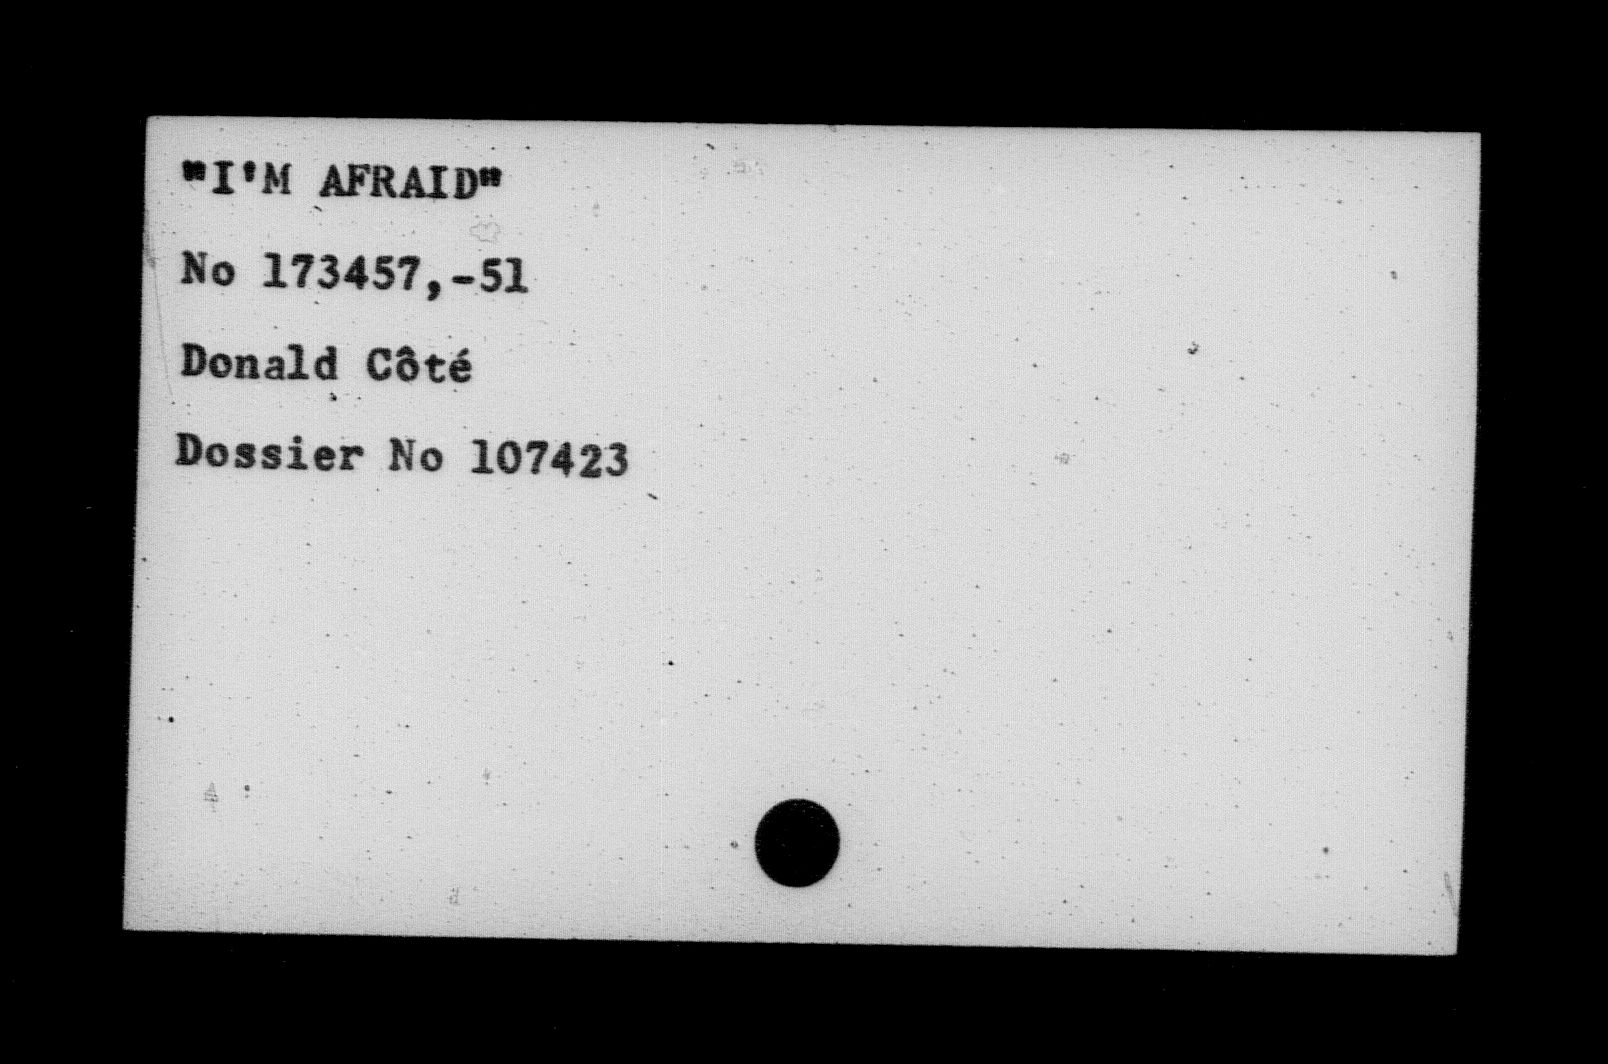 "I'M AFRAID"
No 173457,-51
Donald Côté
Dossier No 107423